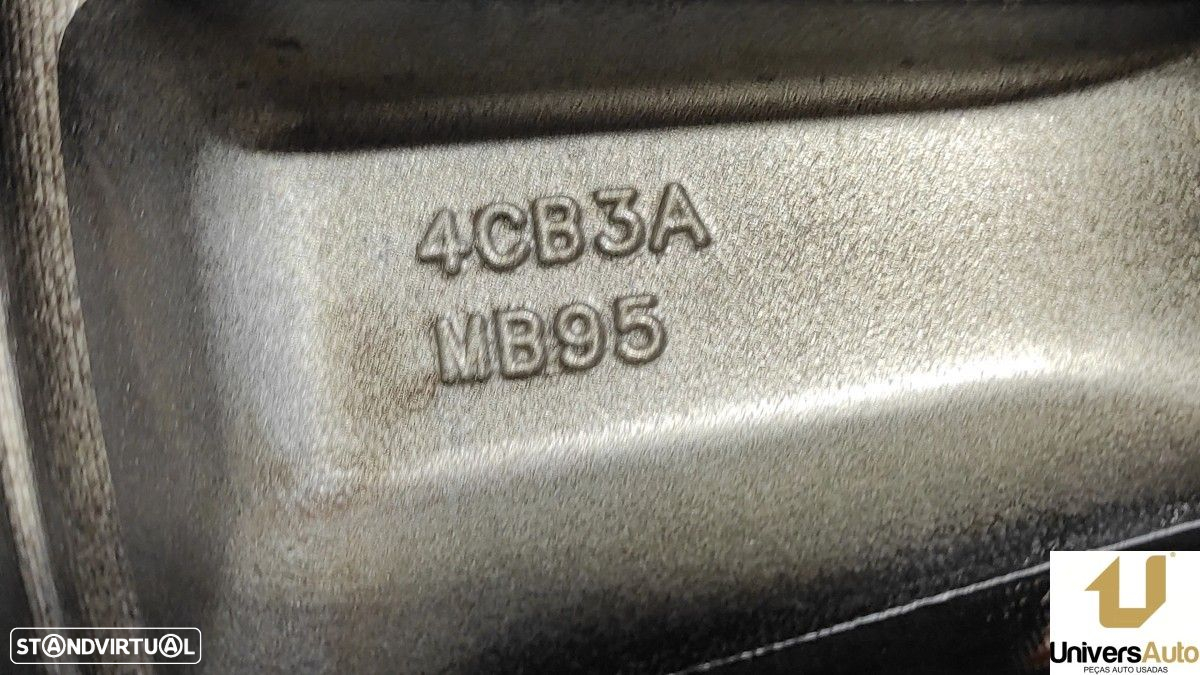 4CB3A
MB95
STANDVIRTUAL
UniversAuto
PEÇAS AUTO USADAS